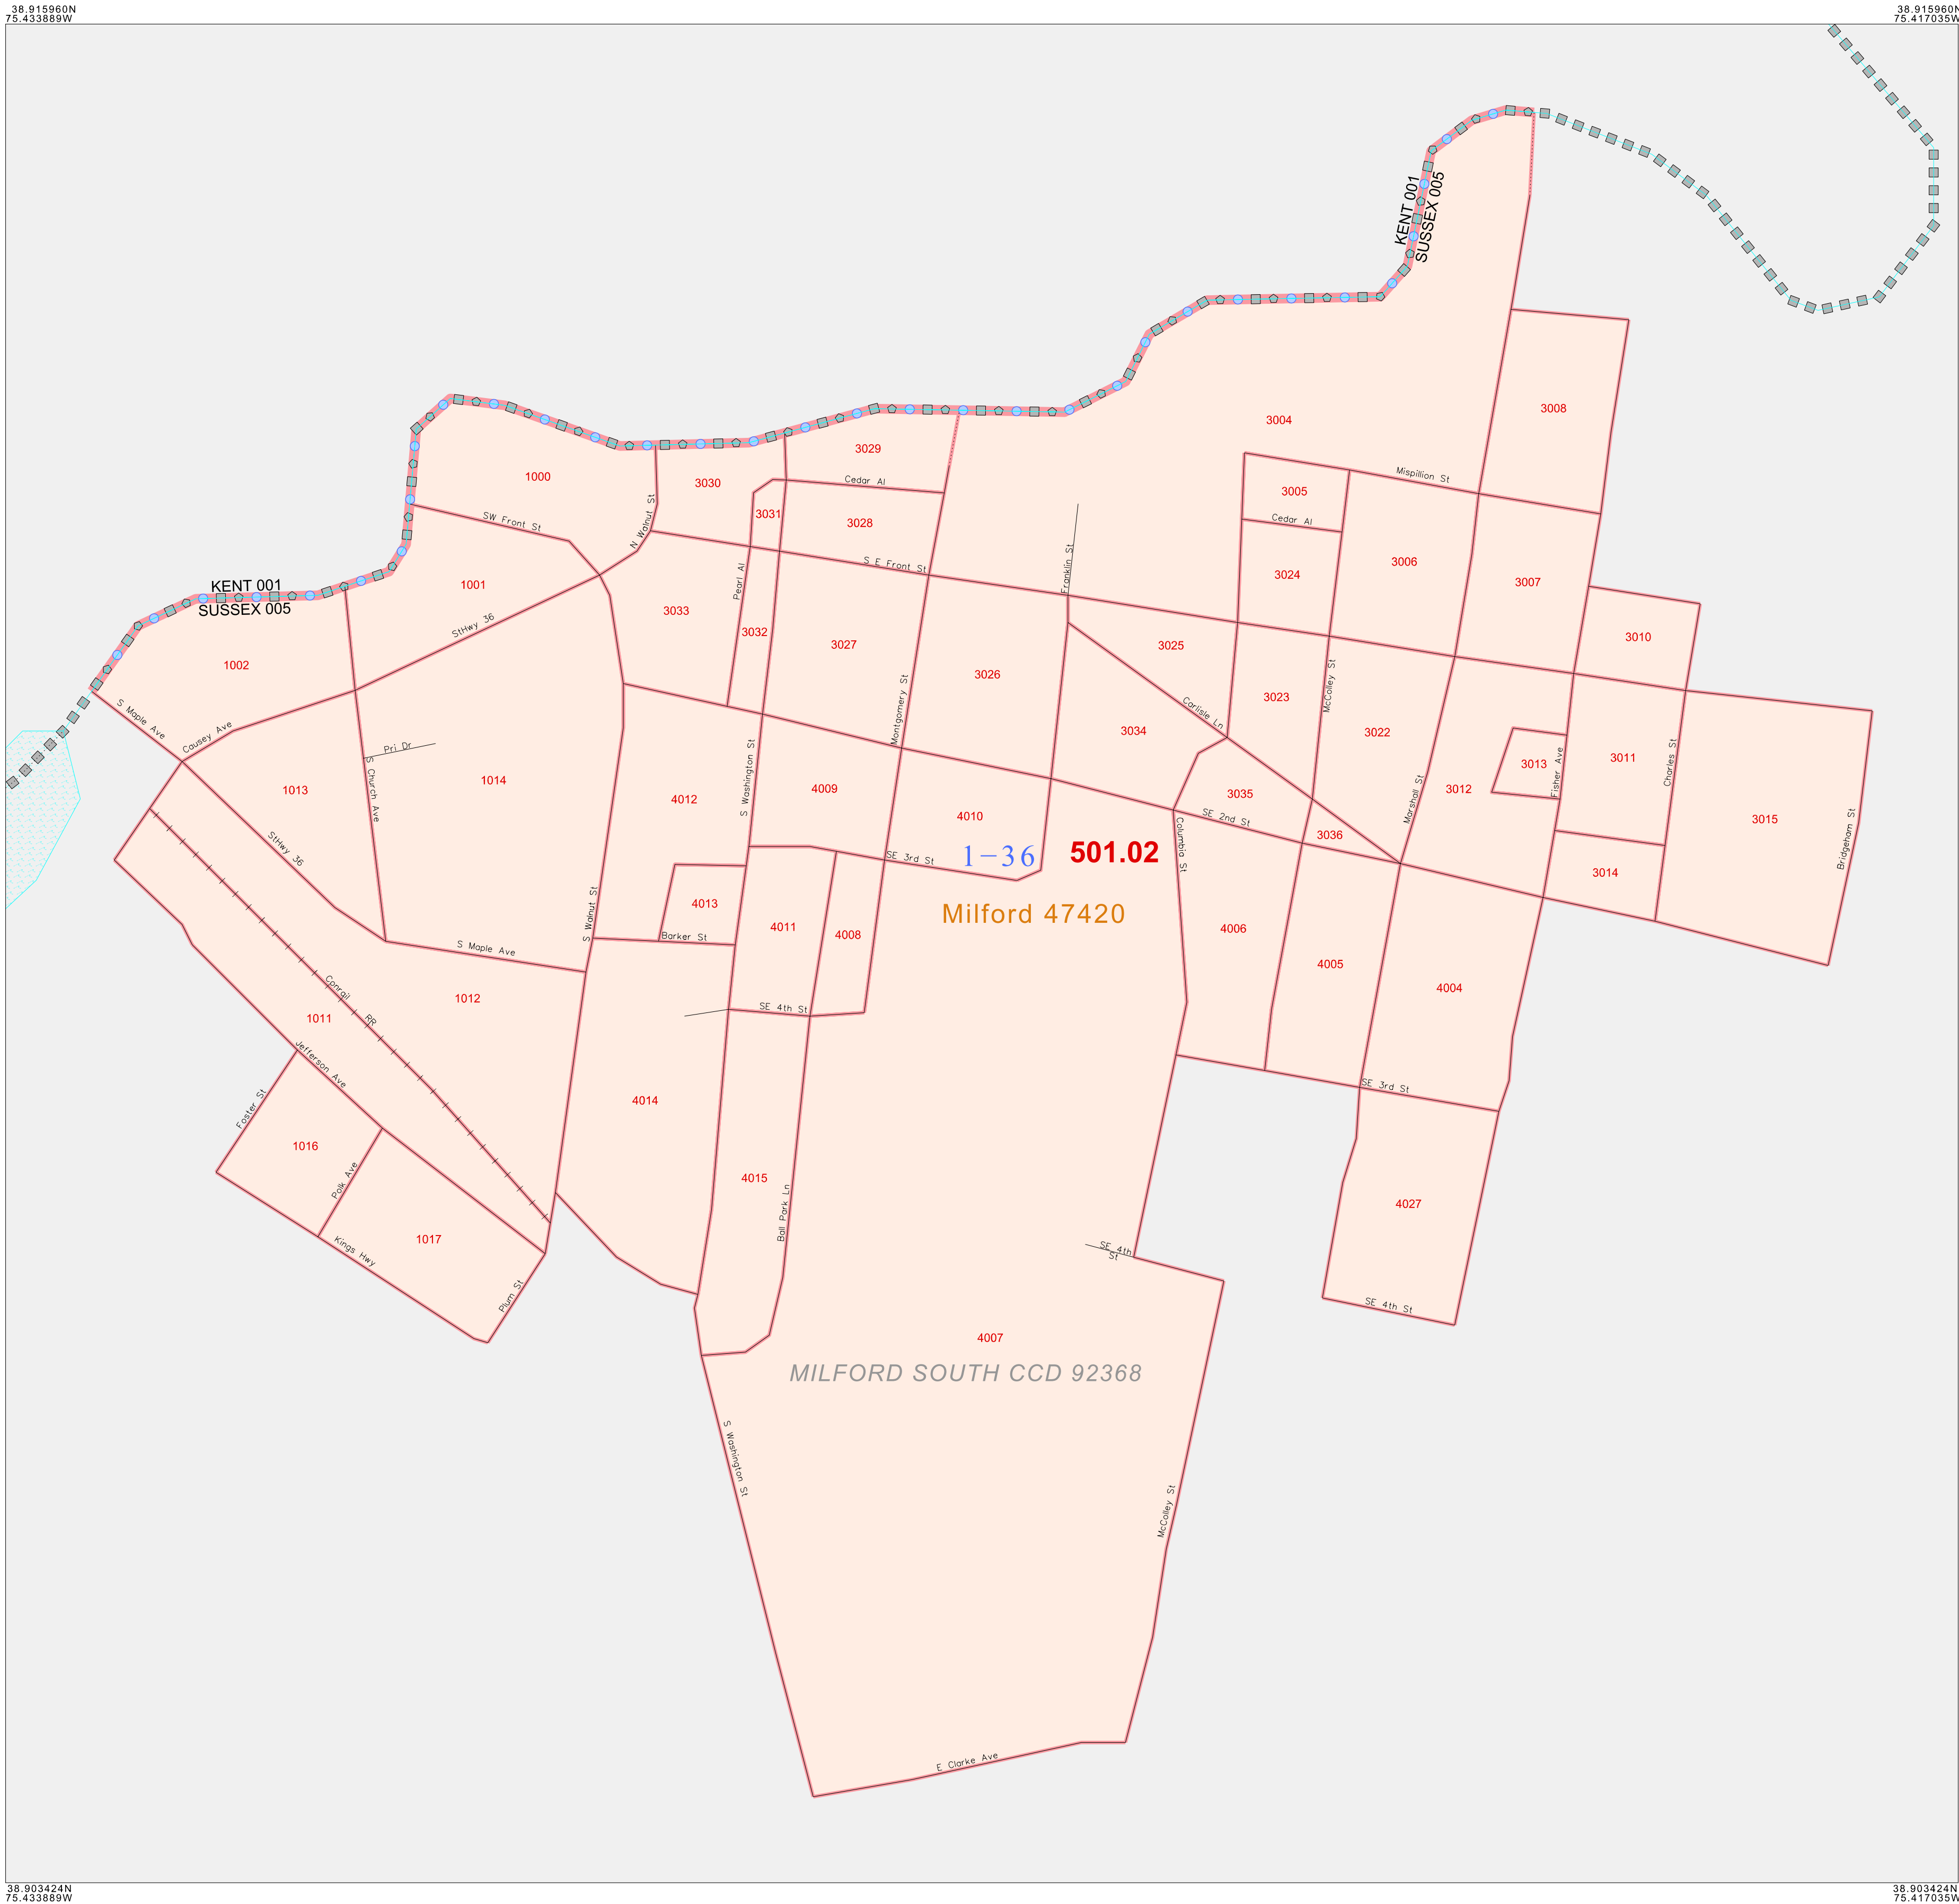 38.915960N
75.433889W
38.915960N
75.417035W
KENT 001
SUSSEX 005
3004
3008
3029
Mispillion St
1000
3030
Cedar Al
3005
3031
3028
Cedar Al
SW Front St
N Walnut St
S E Front St
Franklin St
3006
3024
3007
KENT 001
SUSSEX 005
1001
Pearl Al
3033
StHwy 36
3032
3027
3025
3010
1002
3026
McColley St
3023
Montgomery St
Carlisle Ln
S Maple Ave
Causey Ave
3034
3022
Pri Dr
S Church Ave
1014
1013
S Washington St
4012
4009
3035
Marshall St
3012
3013
Fisher Ave
3011
Charles St
3015
4010
SE 2nd St
3036
Columbia St
Bridgeham St
StHwy 36
SE 3rd St
1-36
501.02
3014
4013
Milford 47420
S Walnut St
4011
4008
4006
Barker St
S Maple Ave
4005
4004
Conrail
RR
1012
SE 4th St
1011
Jefferson Ave
SE 3rd St
Foster St
4014
1016
Polk Ave
4015
Ball Park Ln
4027
1017
Kings Hwy
SE 4th
St
Plum St
SE 4th St
4007
MILFORD SOUTH CCD 92368
S Washington St
McColley St
E Clarke Ave
38.903424N
75.433889W
38.903424N
75.417035W